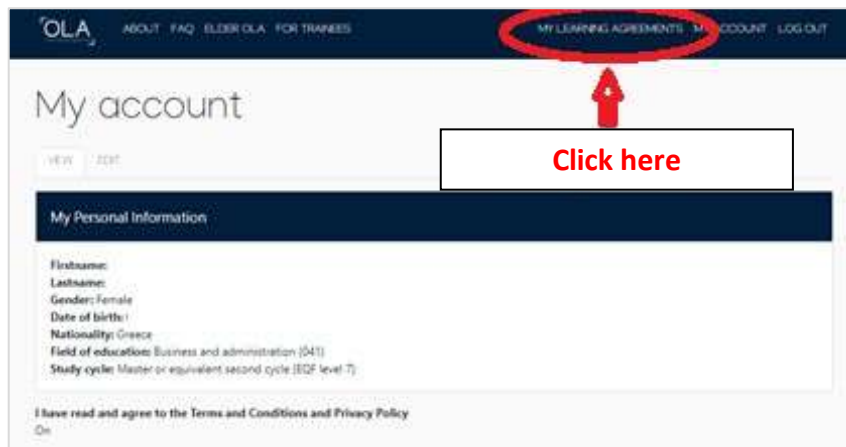 OLA ABOUT FAQ ELDER OLA FOR TRAINEES MY LEARNING AGREEMENTS MY ACCOUNT LOG OUT
My account
VIEW EDIT
Click here
My Personal Information
Firstname:
Lastname:
Gender: Female
Date of birth:
Nationality: Greece
Field of education: Business and administration (041)
Study cycle: Master or equivalent second cycle (EQF level 7)
I have read and agree to the Terms and Conditions and Privacy Policy
On